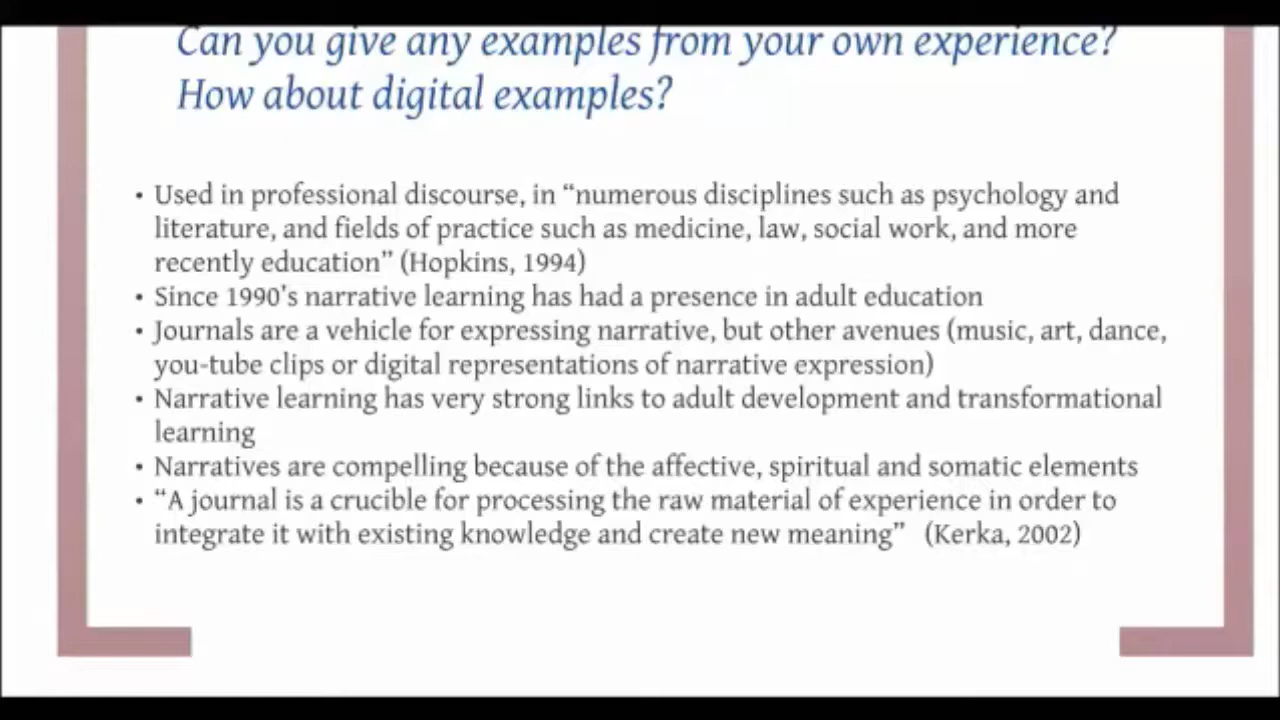 Can you give any examples from your own experience?
How about digital examples?
• Used in professional discourse, in “numerous disciplines such as psychology and
literature, and fields of practice such as medicine, law, social work, and more
recently education” (Hopkins, 1994)
• Since 1990’s narrative learning has had a presence in adult education
• Journals are a vehicle for expressing narrative, but other avenues (music, art, dance,
you-tube clips or digital representations of narrative expression)
• Narrative learning has very strong links to adult development and transformational
learning
• Narratives are compelling because of the affective, spiritual and somatic elements
• “A journal is a crucible for processing the raw material of experience in order to
integrate it with existing knowledge and create new meaning”   (Kerka, 2002)